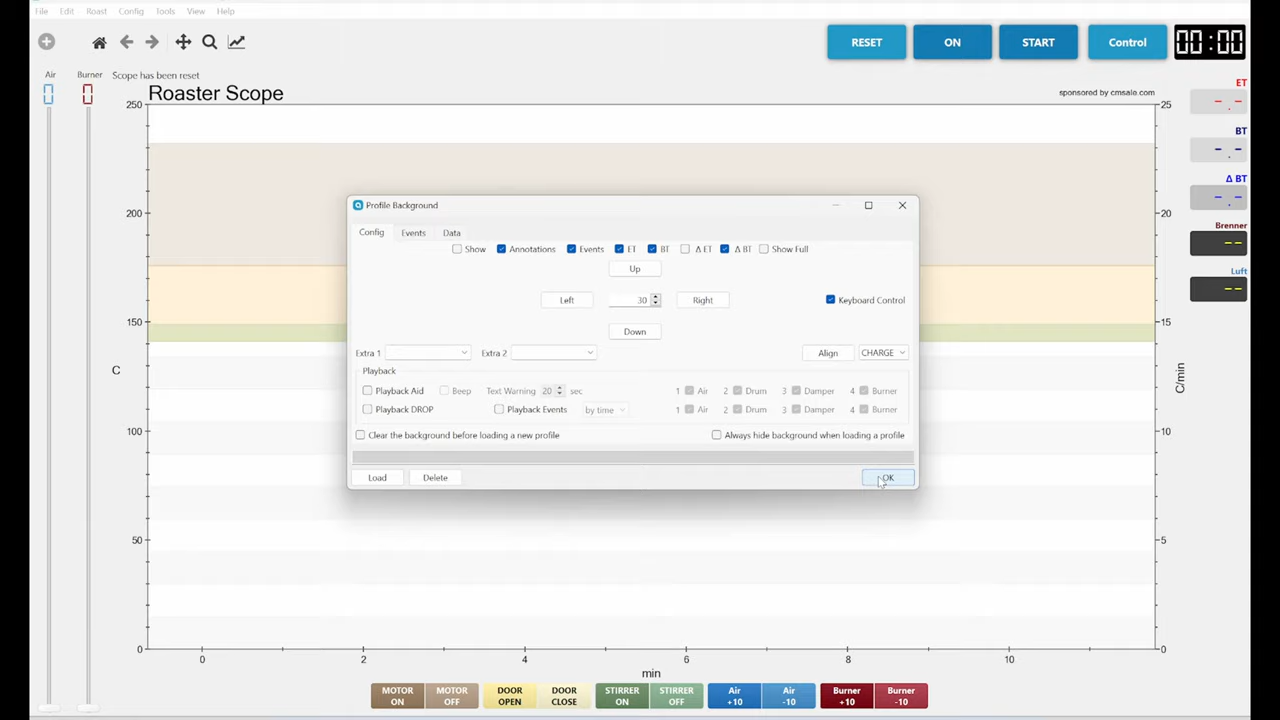 File Edit Roast Config Tools View Help
RESET ON START Control 00:00
Air Burner Scope has been reset
0 0 Roaster Scope sponsored by cmsale.com
ET
-.-
BT
-.-
Δ BT
-.-
Brenner
--
Luft
--
250
200
150
100
50
0
C
25
20
15
10
5
0
C/min
Profile Background
Config Events Data
Show Annotations Events ET BT Δ ET Δ BT Show Full
Up
Left 30 Right Keyboard Control
Down
Extra 1 Extra 2 Align CHARGE
Playback
Playback Aid Beep Text Warning 20 sec 1 Air 2 Drum 3 Damper 4 Burner
Playback DROP Playback Events by time 1 Air 2 Drum 3 Damper 4 Burner
Clear the background before loading a new profile Always hide background when loading a profile
Load Delete OK
0 2 4 6 8 10
min
MOTOR ON MOTOR OFF DOOR OPEN DOOR CLOSE STIRRER ON STIRRER OFF Air +10 Air -10 Burner +10 Burner -10